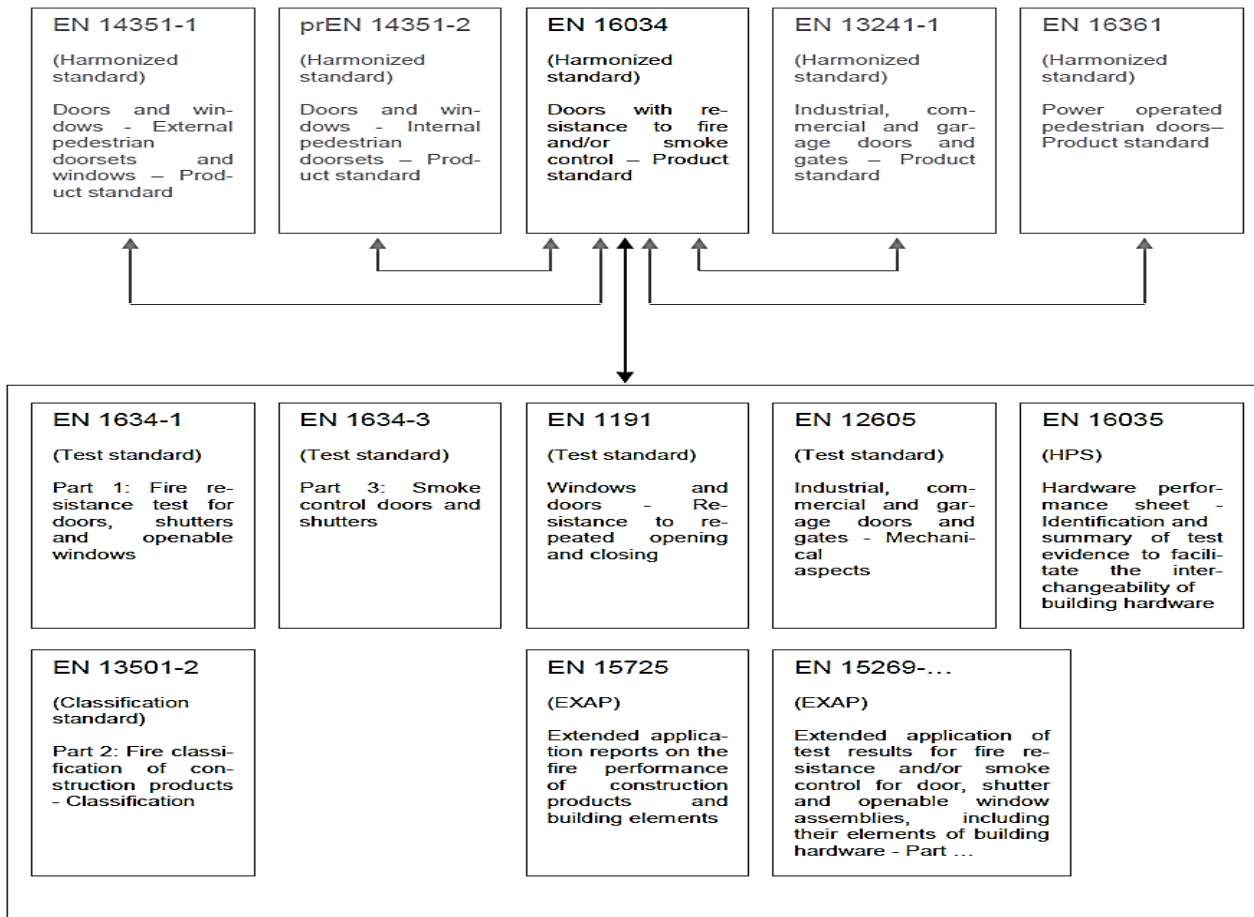 EN 14351-1
(Harmonized
standard)
Doors and win-
dows - External
pedestrian
doorsets and
windows – Prod-
uct standard
prEN 14351-2
(Harmonized
standard)
Doors and win-
dows - Internal
pedestrian
doorsets – Prod-
uct standard
EN 16034
(Harmonized
standard)
Doors with re-
sistance to fire
and/or smoke
control – Product
standard
EN 13241-1
(Harmonized
standard)
Industrial, com-
mercial and gar-
age doors and
gates – Product
standard
EN 16361
(Harmonized
standard)
Power operated
pedestrian doors–
Product standard
EN 1634-1
(Test standard)
Part 1: Fire re-
sistance test for
doors, shutters
and openable
windows
EN 1634-3
(Test standard)
Part 3: Smoke
control doors and
shutters
EN 1191
(Test standard)
Windows and
doors - Re-
sistance to re-
peated opening
and closing
EN 12605
(Test standard)
Industrial, com-
mercial and gar-
age doors and
gates - Mechani-
cal
aspects
EN 16035
(HPS)
Hardware perfor-
mance sheet -
Identification and
summary of test
evidence to facili-
tate the inter-
changeability of
building hardware
EN 13501-2
(Classification
standard)
Part 2: Fire classi-
fication of con-
struction products
- Classification
EN 15725
(EXAP)
Extended applica-
tion reports on the
fire performance
of construction
products and
building elements
EN 15269-...
(EXAP)
Extended application of
test results for fire re-
sistance and/or smoke
control for door, shutter
and openable window
assemblies, including
their elements of building
hardware - Part ...